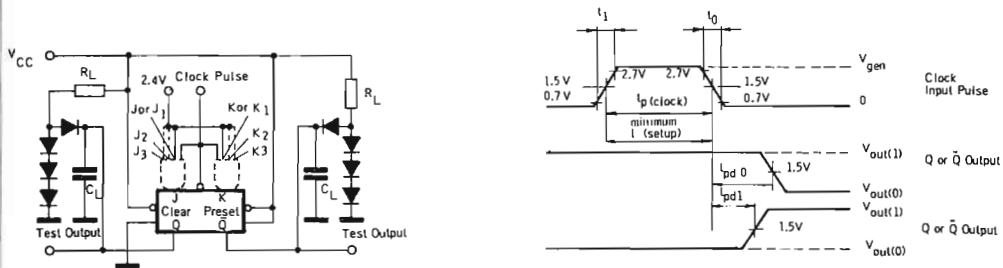 V CC
RL
2.4V Clock Pulse
RL
J or J1
K or K1
J2
K2
J3
K3
CL
CL
J K
Clear Preset
Q Q̄
Test Output
Test Output
t1
t0
Vgen
2.7V
2.7V
1.5V
1.5V
Clock
Input Pulse
0.7V
0.7V
0
tp(clock)
minimum
t (setup)
Vout(1)
Q or Q̄ Output
tpd0
1.5V
Vout(0)
tpd1
Vout(1)
1.5V
Q or Q̄ Output
Vout(0)